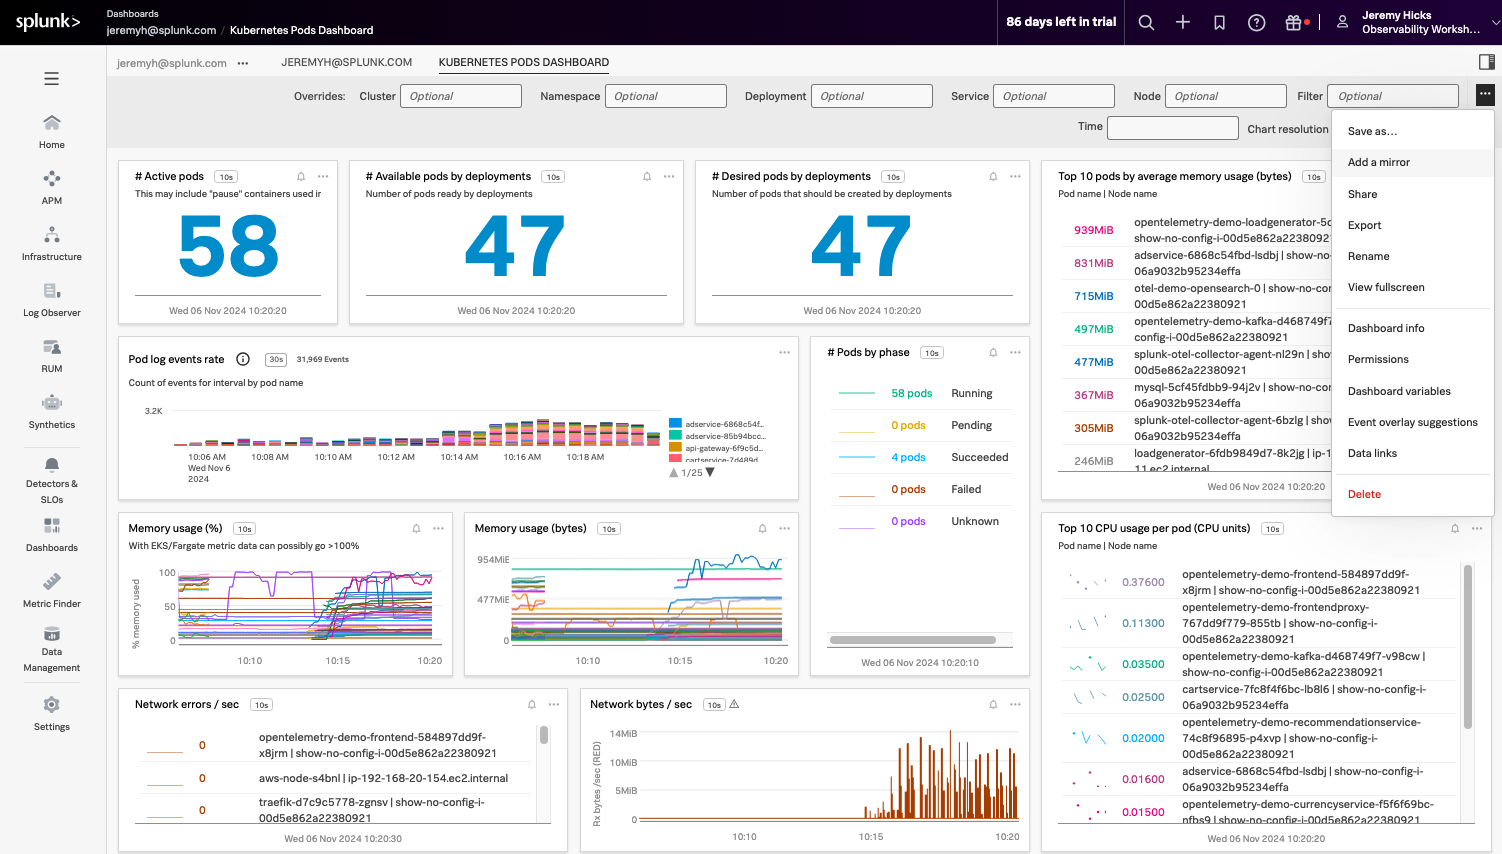 splunk>
Dashboards
jeremyh@splunk.com / Kubernetes Pods Dashboard
86 days left in trial
Jeremy Hicks
Observability Worksh...
jeremyh@splunk.com ...
JEREMYH@SPLUNK.COM
KUBERNETES PODS DASHBOARD
Overrides:
Cluster Optional
Namespace Optional
Deployment Optional
Service Optional
Node Optional
Filter Optional
Time
Chart resolution
Home
APM
Infrastructure
Log Observer
RUM
Synthetics
Detectors &
SLOs
Dashboards
Metric Finder
Data
Management
Settings
Save as...
Add a mirror
Share
Export
Rename
View fullscreen
Dashboard info
Permissions
Dashboard variables
Event overlay suggestions
Data links
Delete
# Active pods 10s
This may include "pause" containers used ir
58
Wed 06 Nov 2024 10:20:20
# Available pods by deployments 10s
Number of pods ready by deployments
47
Wed 06 Nov 2024 10:20:20
# Desired pods by deployments 10s
Number of pods that should be created by deployments
47
Wed 06 Nov 2024 10:20:20
Top 10 pods by average memory usage (bytes) 10s
Pod name | Node name
939MiB
opentelemetry-demo-loadgenerator-5c
show-no-config-i-00d5e862a2238092
831MiB
adservice-6868c54fbd-lsdbj | show-no
06a9032b95234effa
715MiB
otel-demo-opensearch-0 | show-no-cor
00d5e862a22380921
497MiB
opentelemetry-demo-kafka-d468749f7
config-i-00d5e862a22380921
477MiB
splunk-otel-collector-agent-nl29n | sho
00d5e862a22380921
367MiB
mysql-5cf45fdbb9-94j2v | show-no-cor
06a9032b95234effa
305MiB
splunk-otel-collector-agent-6bzlg | sho
06a9032b95234effa
246MiB
loadgenerator-6fdb9849d7-8k2jg | ip-1
11.ec2.internal
Wed 06 Nov 2024 10:20:20
Pod log events rate 30s 31,969 Events
Count of events for interval by pod name
3.2K
10:06 AM 10:08 AM 10:10 AM 10:12 AM 10:14 AM 10:16 AM 10:18 AM
Wed Nov 6
2024
adservice-6868c54f...
adservice-85b94bcc...
api-gateway-6f9c5d...
cartservice-7d489d
1/25
# Pods by phase 10s
58 pods Running
0 pods Pending
4 pods Succeeded
0 pods Failed
0 pods Unknown
Wed 06 Nov 2024 10:20:10
Memory usage (%) 10s
With EKS/Fargate metric data can possibly go >100%
% memory used
100
50
0
10:10 10:15 10:20
Memory usage (bytes) 10s
954MiE
477MiE
0
10:10 10:15 10:20
Top 10 CPU usage per pod (CPU units) 10s
Pod name | Node name
0.37600
opentelemetry-demo-frontend-584897dd9f-
x8jrm | show-no-config-i-00d5e862a22380921
0.11300
opentelemetry-demo-frontendproxy-
767dd9f779-855tb | show-no-config-i-
00d5e862a22380921
0.03500
opentelemetry-demo-kafka-d468749f7-v98cw |
show-no-config-i-00d5e862a22380921
0.02500
cartservice-7fc8f4f6bc-lb8l6 | show-no-config-i-
06a9032b95234effa
0.02000
opentelemetry-demo-recommendationservice-
74c8f96895-p4xvp | show-no-config-i-
00d5e862a22380921
0.01600
adservice-6868c54fbd-lsdbj | show-no-config-i-
06a9032b95234effa
0.01500
opentelemetry-demo-currencyservice-f5f6f69bc-
nfbs9 | show-no-config-i-00d5e862a22380921
Wed 06 Nov 2024 10:20:20
Network errors / sec 10s
0
opentelemetry-demo-frontend-584897dd9f-
x8jrm | show-no-config-i-00d5e862a22380921
0
aws-node-s4bnl | ip-192-168-20-154.ec2.internal
0
traefik-d7c9c5778-zgnsv | show-no-config-i-
00d5e862a22380921
Wed 06 Nov 2024 10:20:30
Network bytes / sec 10s
Rx bytes /sec (RED)
14MiB
10MiB
5MiB
0
10:10 10:15 10:20